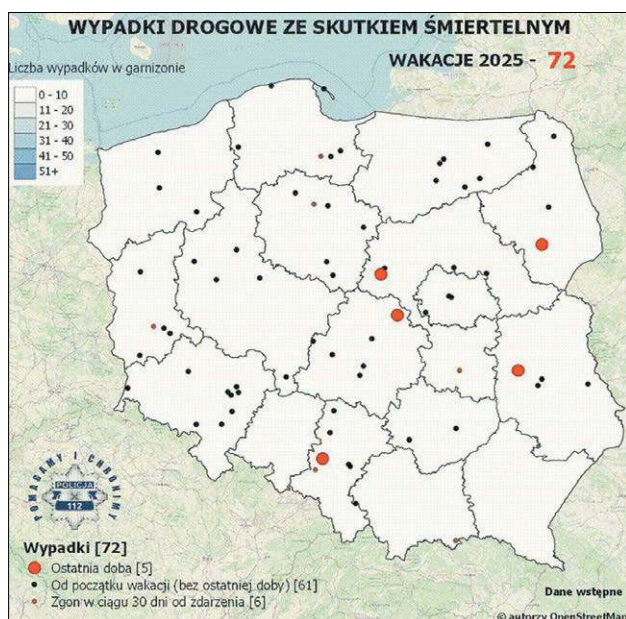 WYPADKI DROGOWE ZE SKUTKIEM ŚMIERTELNYM
WAKACJE 2025 - 72
Liczba wypadków w garnizonie
0 - 10
11 - 20
21 - 30
31 - 40
41 - 50
51+
POMAGAMY I CHRONIMY
POLICJA
112
Wypadki [72]
Ostatnia doba [5]
Od początku wakacji (bez ostatniej doby) [61]
Zgon w ciągu 30 dni od zdarzenia [6]
Dane wstępne
© autorzy OpenStreetMap